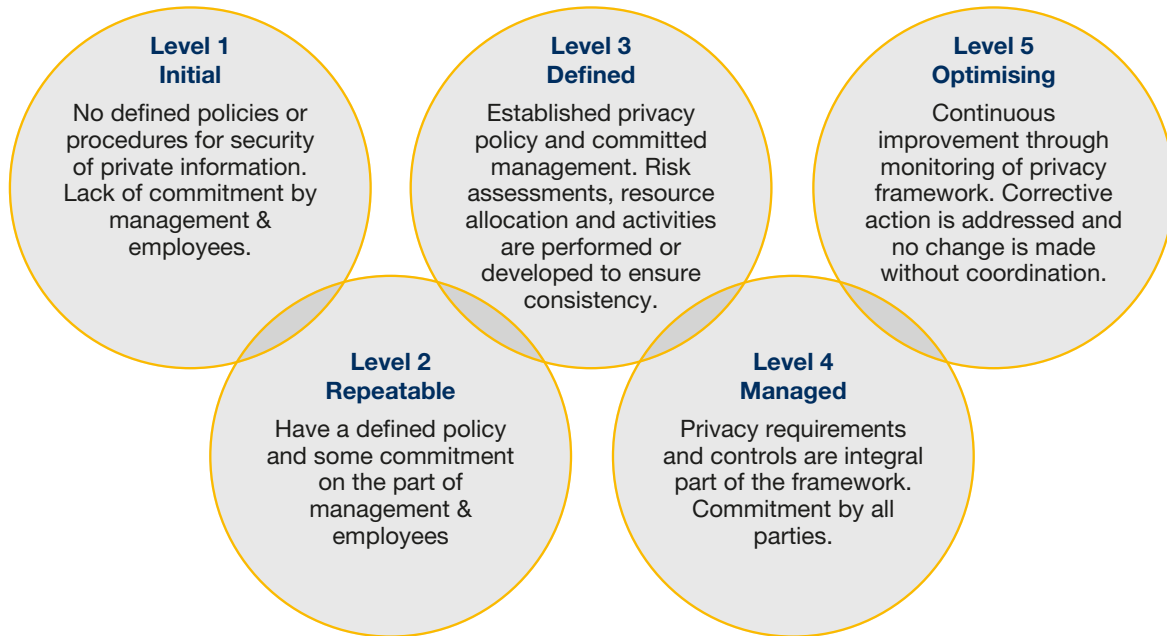 Level 1
Initial
No defined policies or
procedures for security
of private information.
Lack of commitment by
management &
employees.
Level 2
Repeatable
Have a defined policy
and some commitment
on the part of
management &
employees
Level 3
Defined
Established privacy
policy and committed
management. Risk
assessments, resource
allocation and activities
are performed or
developed to ensure
consistency.
Level 4
Managed
Privacy requirements
and controls are integral
part of the framework.
Commitment by all
parties.
Level 5
Optimising
Continuous
improvement through
monitoring of privacy
framework. Corrective
action is addressed and
no change is made
without coordination.